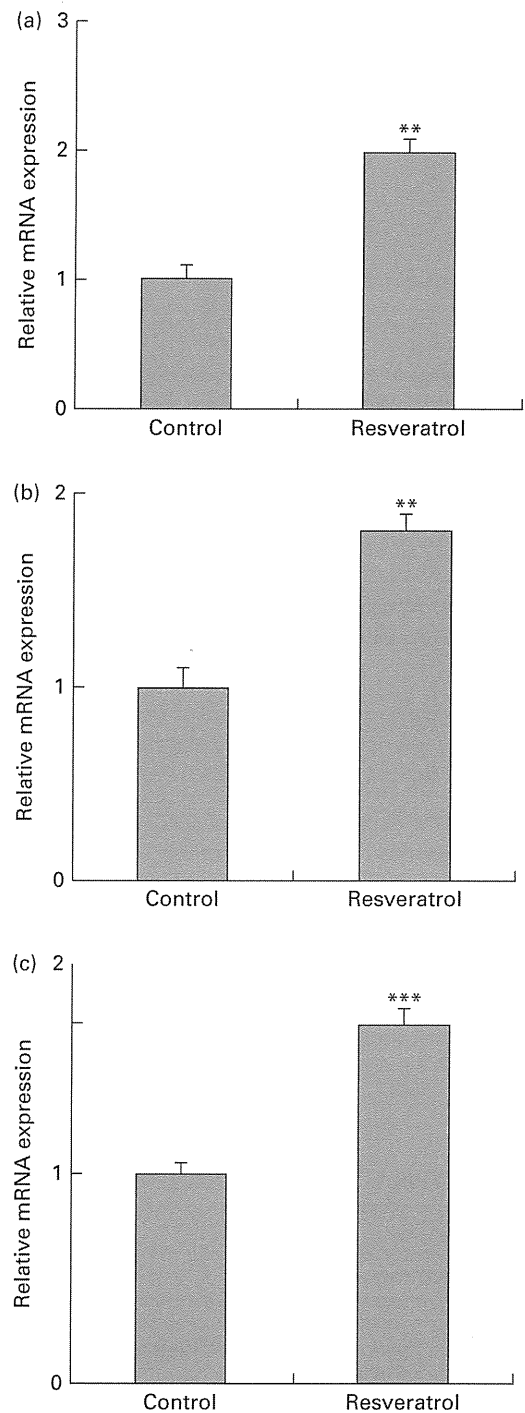 (a)
3
2
1
0
Relative mRNA expression
**
Control
Resveratrol
(b)
2
1
0
Relative mRNA expression
**
Control
Resveratrol
(c)
2
1
0
Relative mRNA expression
***
Control
Resveratrol